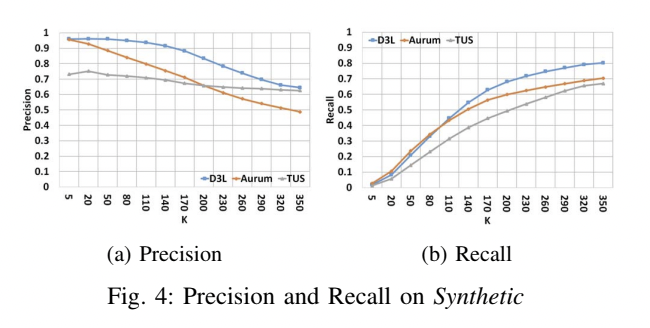 1
0.9
0.8
0.7
0.6
0.5
0.4
0.3
0.2
0.1
0
Precision
D3L Aurum TUS
5 20 50 80 110 140 170 200 230 260 290 320 350
K
(a) Precision
1
0.9
0.8
0.7
0.6
0.5
0.4
0.3
0.2
0.1
0
Recall
D3L Aurum TUS
5 20 50 80 110 140 170 200 230 260 290 320 350
K
(b) Recall
Fig. 4: Precision and Recall on Synthetic